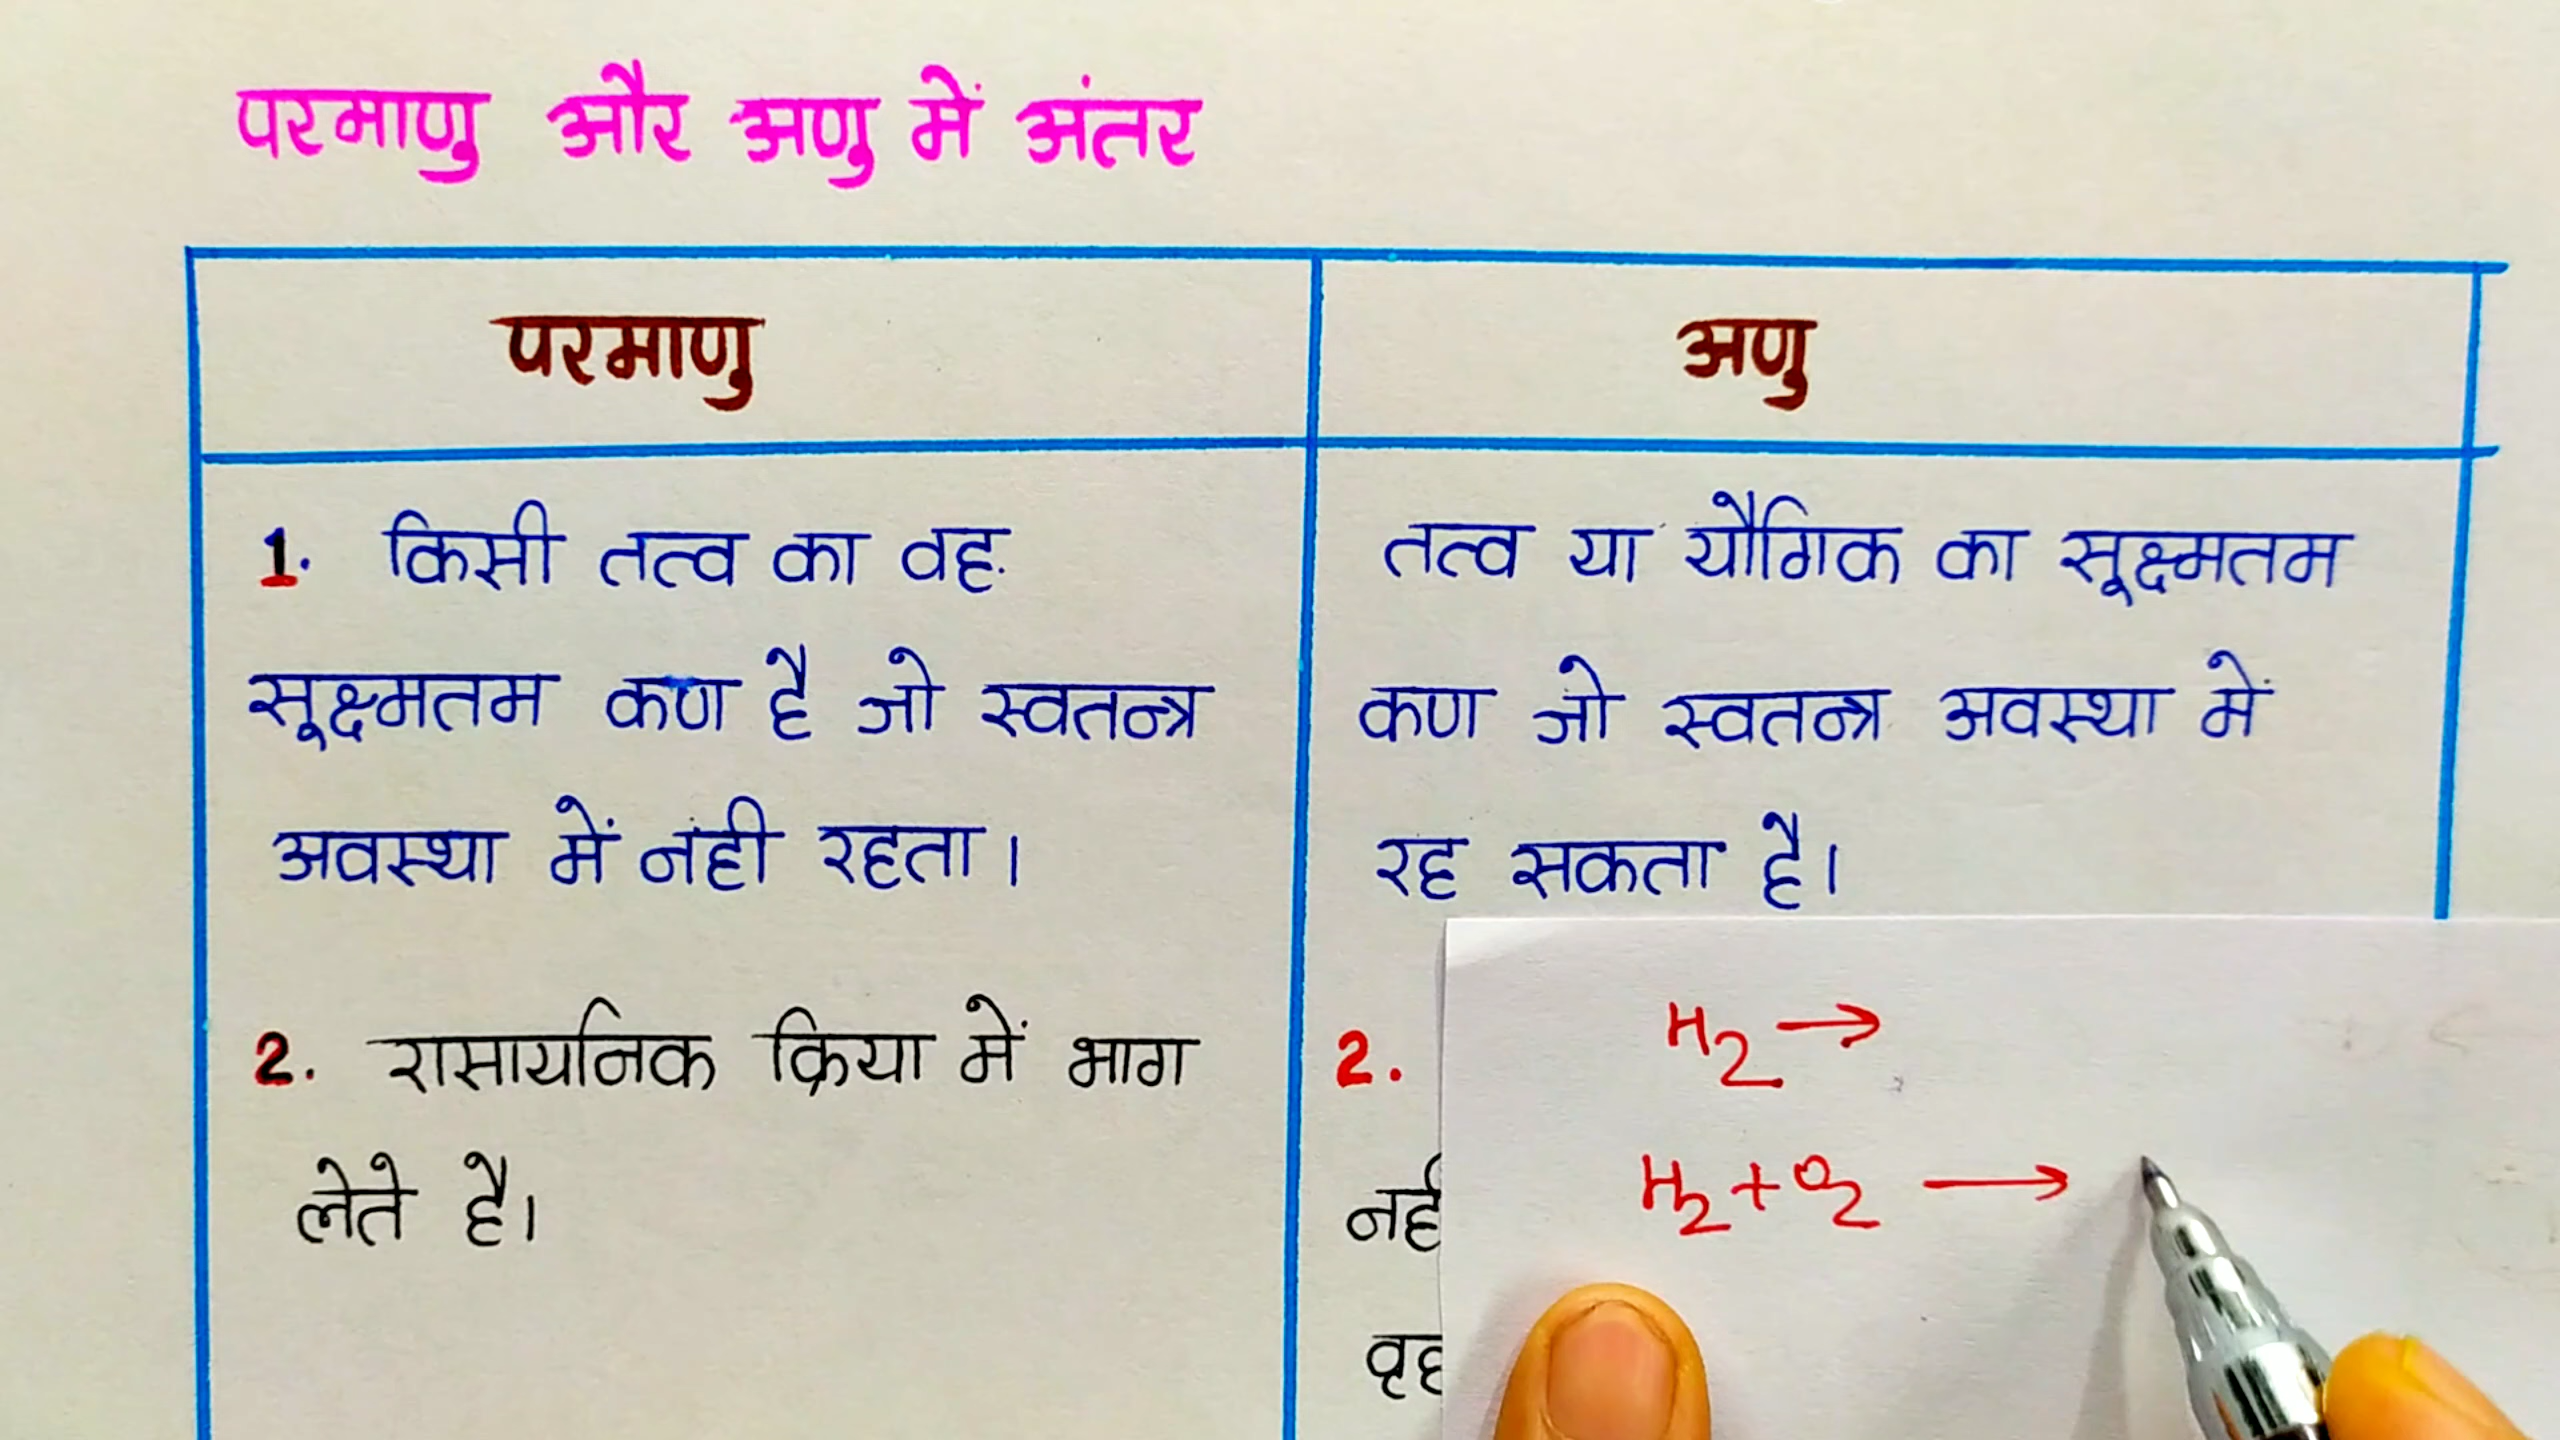 परमाणु और अणु में अंतर
परमाणु
अणु
1. किसी तत्व का वह
सूक्ष्मतम कण है जो स्वतन्त्र
अवस्था में नही रहता।
2. रासायनिक क्रिया में भाग
लेते है।
तत्व या यौगिक का सूक्ष्मतम
कण जो स्वतन्त्र अवस्था में
रह सकता है।
2.
H2 →
H2 + O2 →